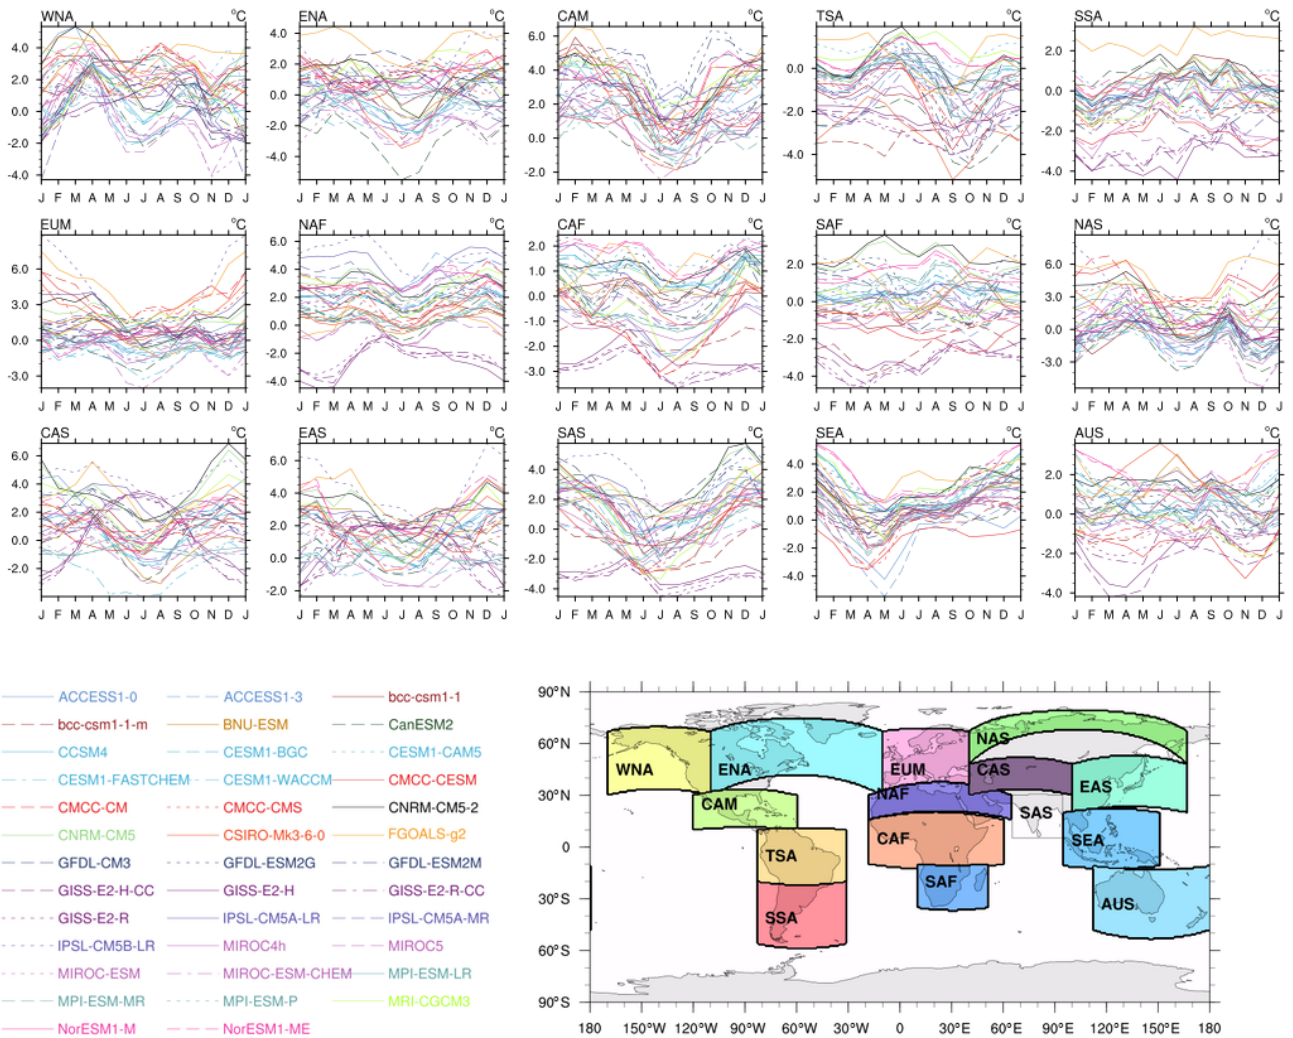 WNA °C ENA °C CAM °C TSA °C SSA °C
4.0 2.0 0.0 -2.0 -4.0
4.0 2.0 0.0 -2.0 -4.0
6.0 4.0 2.0 0.0 -2.0
0.0 -2.0 -4.0
2.0 0.0 -2.0 -4.0
J F M A M J J A S O N D J
J F M A M J J A S O N D J
J F M A M J J A S O N D J
J F M A M J J A S O N D J
J F M A M J J A S O N D J
EUM °C NAF °C CAF °C SAF °C NAS °C
6.0 3.0 0.0 -3.0
6.0 4.0 2.0 0.0 -2.0 -4.0
2.0 1.0 0.0 -1.0 -2.0 -3.0
2.0 0.0 -2.0 -4.0
6.0 3.0 0.0 -3.0
J F M A M J J A S O N D J
J F M A M J J A S O N D J
J F M A M J J A S O N D J
J F M A M J J A S O N D J
J F M A M J J A S O N D J
CAS °C EAS °C SAS °C SEA °C AUS °C
6.0 4.0 2.0 0.0 -2.0
6.0 4.0 2.0 0.0 -2.0
4.0 2.0 0.0 -2.0 -4.0
4.0 2.0 0.0 -2.0 -4.0
2.0 0.0 -2.0 -4.0
J F M A M J J A S O N D J
J F M A M J J A S O N D J
J F M A M J J A S O N D J
J F M A M J J A S O N D J
J F M A M J J A S O N D J
ACCESS1-0 ACCESS1-3 bcc-csm1-1
bcc-csm1-1-m BNU-ESM CanESM2
CCSM4 CESM1-BGC CESM1-CAM5
CESM1-FASTCHEM CESM1-WACCM CMCC-CESM
CMCC-CM CMCC-CMS CNRM-CM5-2
CNRM-CM5 CSIRO-Mk3-6-0 FGOALS-g2
GFDL-CM3 GFDL-ESM2G GFDL-ESM2M
GISS-E2-H-CC GISS-E2-H GISS-E2-R-CC
GISS-E2-R IPSL-CM5A-LR IPSL-CM5A-MR
IPSL-CM5B-LR MIROC4h MIROC5
MIROC-ESM MIROC-ESM-CHEM MPI-ESM-LR
MPI-ESM-MR MPI-ESM-P MRI-CGCM3
NorESM1-M NorESM1-ME
90°N
60°N
30°N
0
30°S
60°S
90°S
NAS
WNA ENA EUM CAS
EAS
NAF
CAM SAS
CAF SEA
TSA
SAF
AUS
SSA
180 150°W 120°W 90°W 60°W 30°W 0 30°E 60°E 90°E 120°E 150°E 180